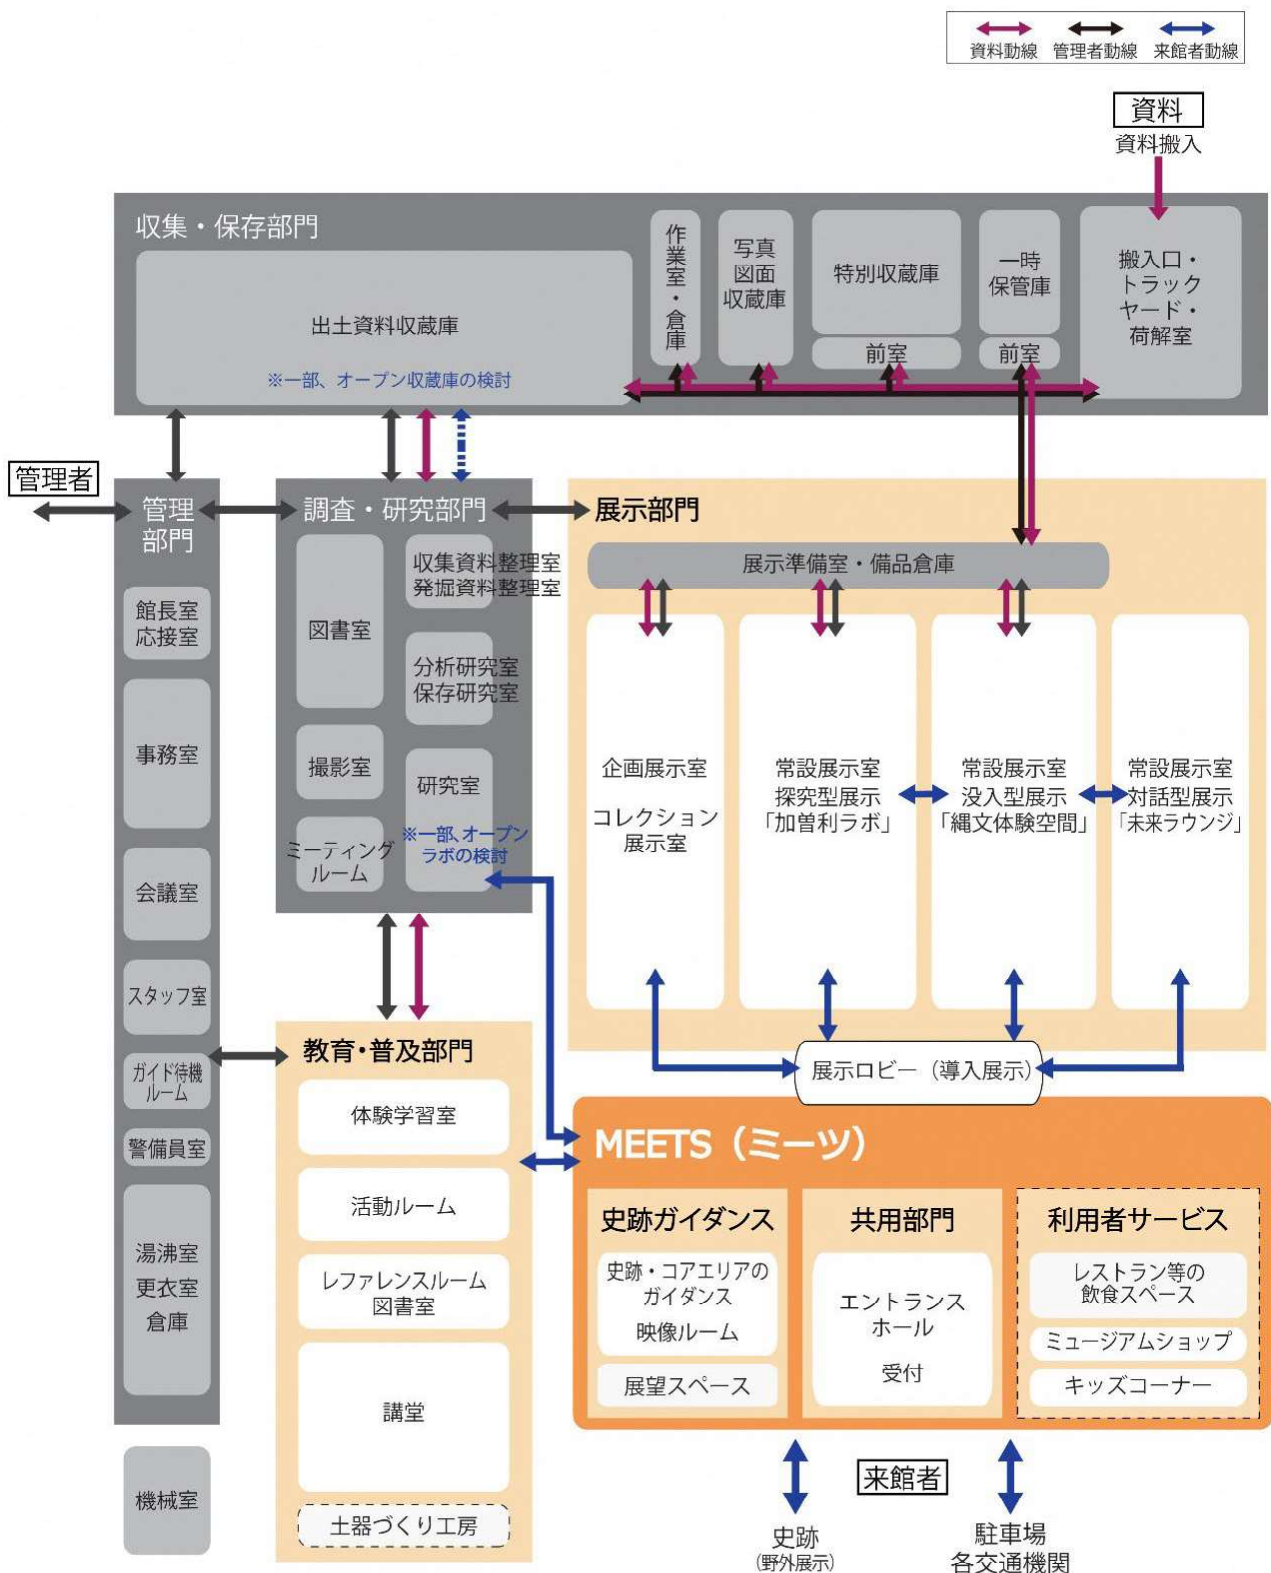 資料動線 管理者動線 来館者動線
資料
資料搬入
収集・保存部門
出土資料収蔵庫
※一部、オープン収蔵庫の検討
作業室・倉庫
写真
図面
収蔵庫
特別収蔵庫
前室
一時
保管庫
前室
搬入口・
トラック
ヤード・
荷解室
管理者
管理
部門
館長室
応接室
事務室
会議室
スタッフ室
ガイド待機
ルーム
警備員室
湯沸室
更衣室
倉庫
機械室
調査・研究部門
図書室
撮影室
ミーティング
ルーム
収集資料整理室
発掘資料整理室
分析研究室
保存研究室
研究室
※一部、オープン
ラボの検討
展示部門
展示準備室・備品倉庫
企画展示室
コレクション
展示室
常設展示室
探究型展示
「加曽利ラボ」
常設展示室
没入型展示
「縄文体験空間」
常設展示室
対話型展示
「未来ラウンジ」
展示ロビー（導入展示）
教育・普及部門
体験学習室
活動ルーム
レファレンスルーム
図書室
講堂
土器づくり工房
MEETS（ミーツ）
史跡ガイダンス
史跡・コアエリアの
ガイダンス
映像ルーム
展望スペース
共用部門
エントランス
ホール
受付
利用者サービス
レストラン等の
飲食スペース
ミュージアムショップ
キッズコーナー
来館者
史跡
（野外展示）
駐車場
各交通機関